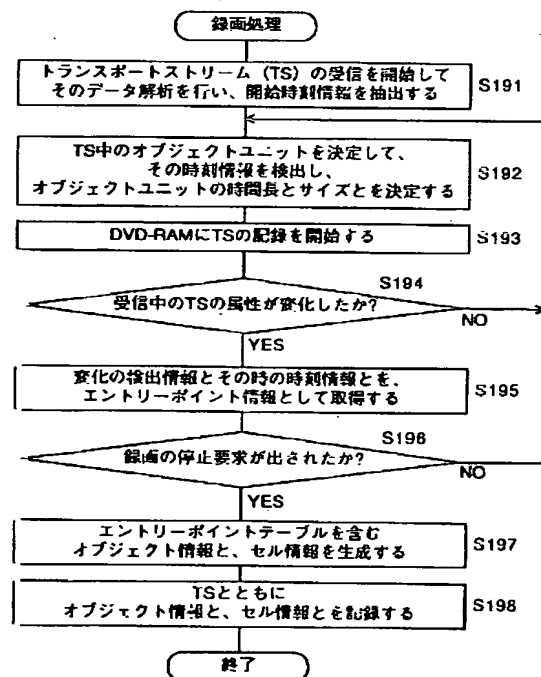 録画処理
トランスポートストリーム（TS）の受信を開始して
そのデータ解析を行い、開始時刻情報を抽出する
S191
TS中のオブジェクトユニットを決定して、
その時刻情報を検出し、
オブジェクトユニットの時間長とサイズとを決定する
S192
DVD-RAMにTSの記録を開始する
S193
S194
受信中のTSの属性が変化したか?
NO
YES
変化の検出情報とその時の時刻情報とを、
エントリーポイント情報として取得する
S195
S196
録画の停止要求が出されたか?
NO
YES
エントリーポイントテーブルを含む
オブジェクト情報と、セル情報を生成する
S197
TSとともに
オブジェクト情報と、セル情報とを記録する
S198
終了